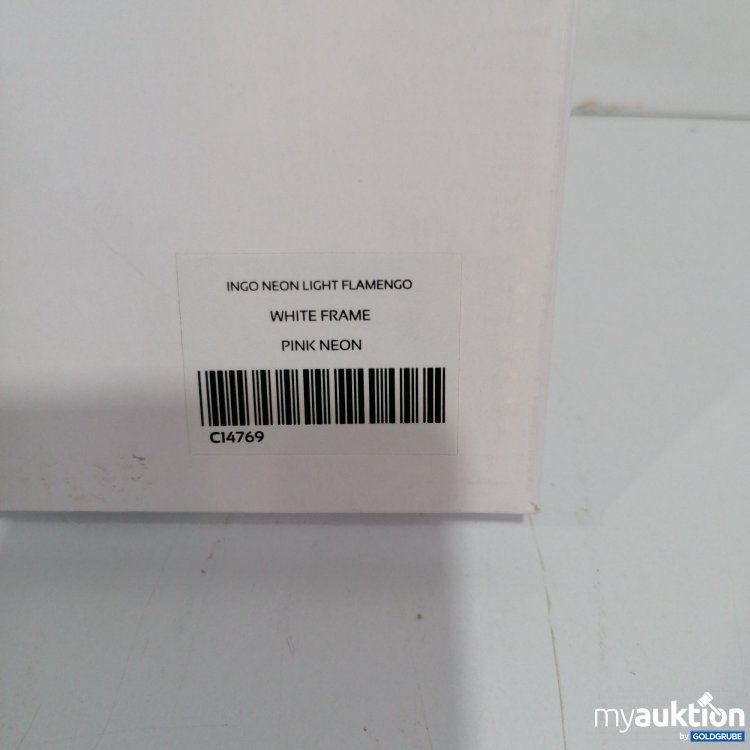 INGO NEON LIGHT FLAMENGO
WHITE FRAME
PINK NEON
C14769
myauktion
by GOLDGRUBE